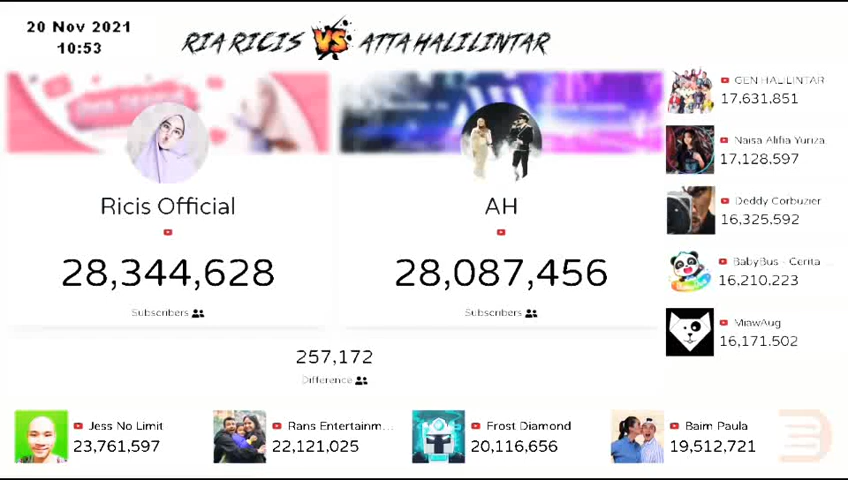 20 Nov 2021
10:53
RIA RICIS VS ATTA HALILINTAR
Ricis Official
28,344,628
Subscribers
AH
28,087,456
Subscribers
257,172
Difference
GEN HALILINTAR
17.631.851
Naisa Alifia Yuriza
17,128,597
Deddy Corbuzier
16,325,592
BabyBus - Cerita ...
16.210.223
MiawAug
16,171.502
Jess No Limit
23,761,597
Rans Entertainm...
22,121,025
Frost Diamond
20,116,656
Baim Paula
19,512,721